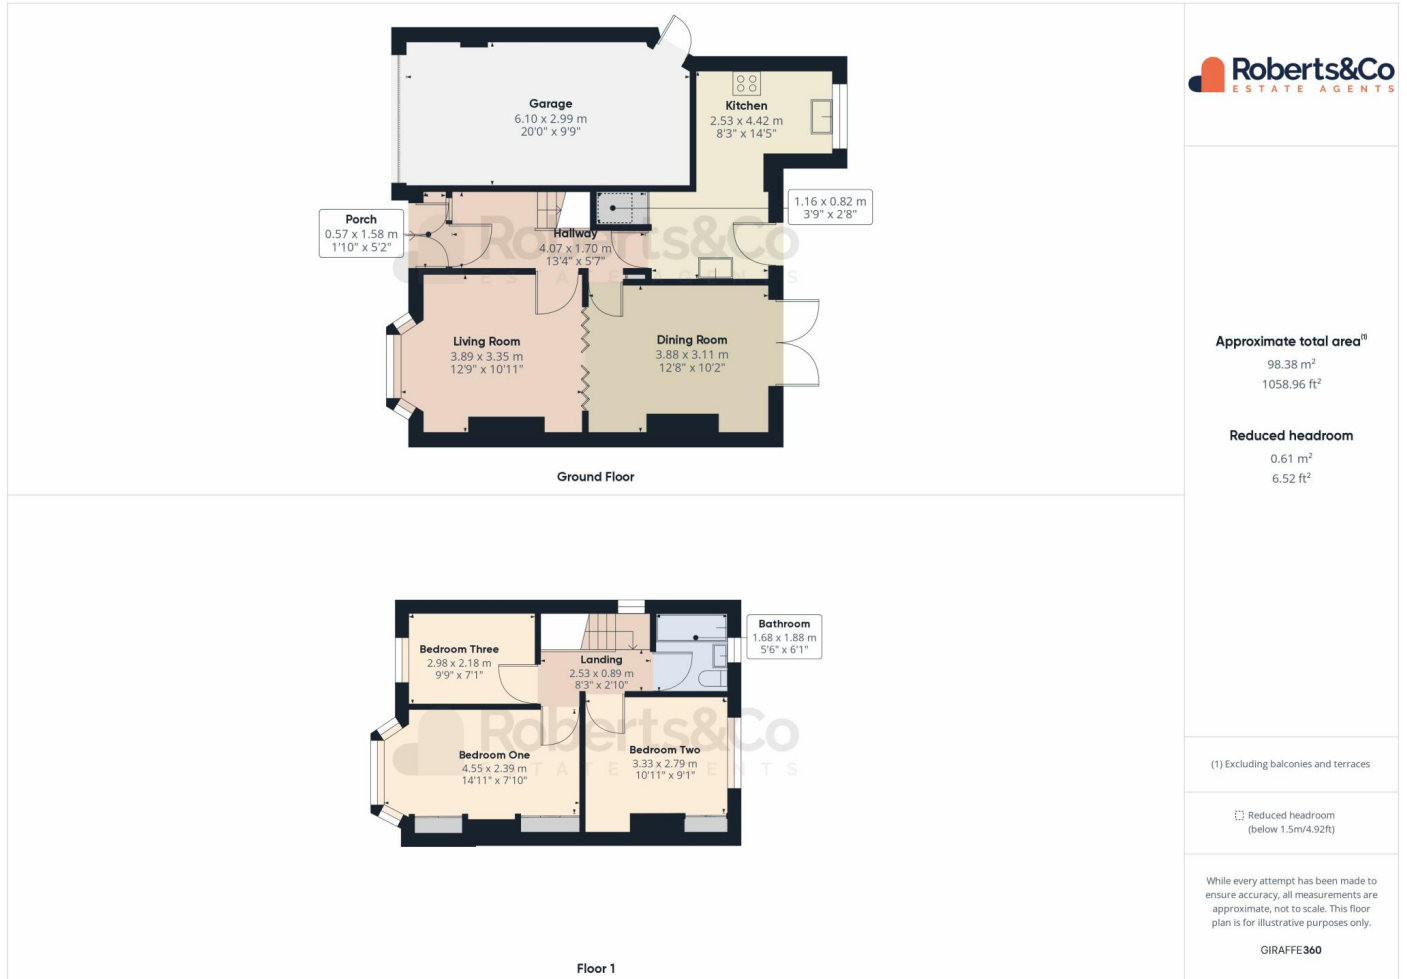 Garage
6.10 x 2.99 m
20'0" x 9'9"
Kitchen
2.53 x 4.42 m
8'3" x 14'5"
1.16 x 0.82 m
3'9" x 2'8"
Porch
0.57 x 1.58 m
1'10" x 5'2"
Hallway
4.07 x 1.70 m
13'4" x 5'7"
Roberts&Co
ESTATE AGENTS
Living Room
3.89 x 3.35 m
12'9" x 10'11"
Dining Room
3.88 x 3.11 m
12'8" x 10'2"
Ground Floor
Bedroom Three
2.98 x 2.18 m
9'9" x 7'1"
Landing
2.53 x 0.89 m
8'3" x 2'10"
Bathroom
1.68 x 1.88 m
5'6" x 6'1"
Roberts&Co
ESTATE AGENTS
Bedroom One
4.55 x 2.39 m
14'11" x 7'10"
Bedroom Two
3.33 x 2.79 m
10'11" x 9'1"
Floor 1
Roberts&Co
ESTATE AGENTS
Approximate total area⁽¹⁾
98.38 m²
1058.96 ft²
Reduced headroom
0.61 m²
6.52 ft²
(1) Excluding balconies and terraces
Reduced headroom
(below 1.5m/4.92ft)
While every attempt has been made to
ensure accuracy, all measurements are
approximate, not to scale. This floor
plan is for illustrative purposes only.
GIRAFFE360